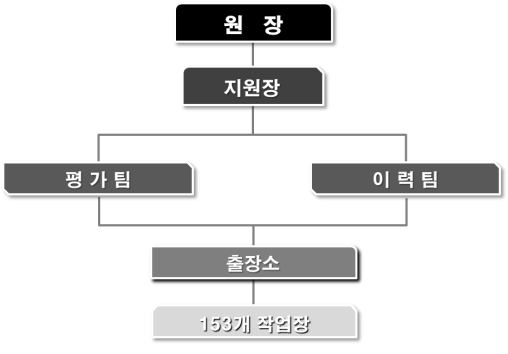 원 장
지원장
평 가 팀
이 력 팀
출장소
153개 작업장